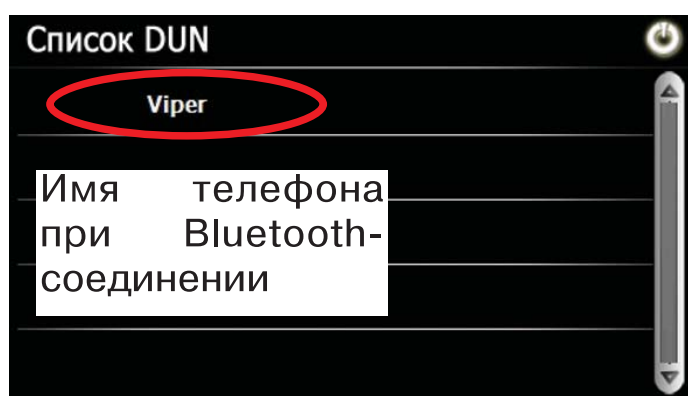 Список DUN
Viper
Имя телефона
при Bluetooth-
соединении